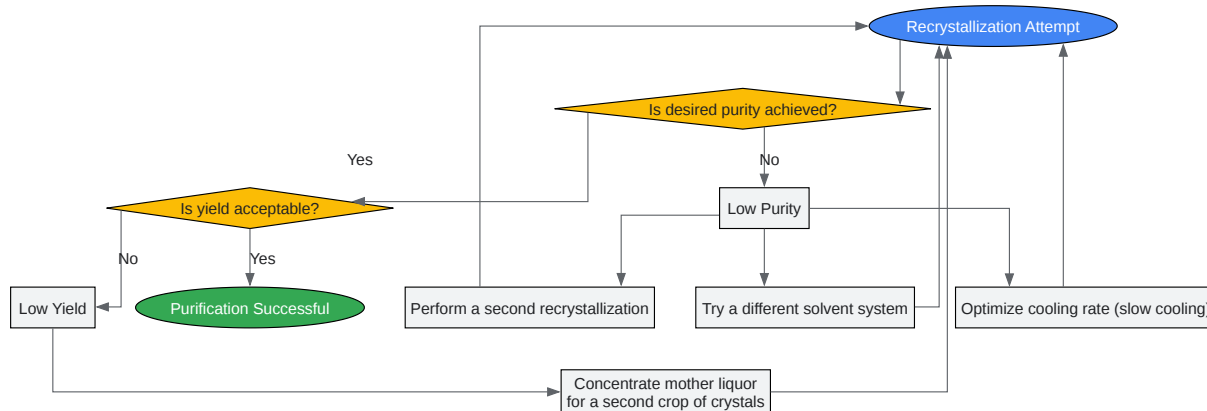 Recrystallization Attempt
Is desired purity achieved?
Yes
No
Is yield acceptable?
Low Purity
No
Yes
Low Yield
Purification Successful
Perform a second recrystallization
Try a different solvent system
Optimize cooling rate (slow cooling)
Concentrate mother liquor
for a second crop of crystals